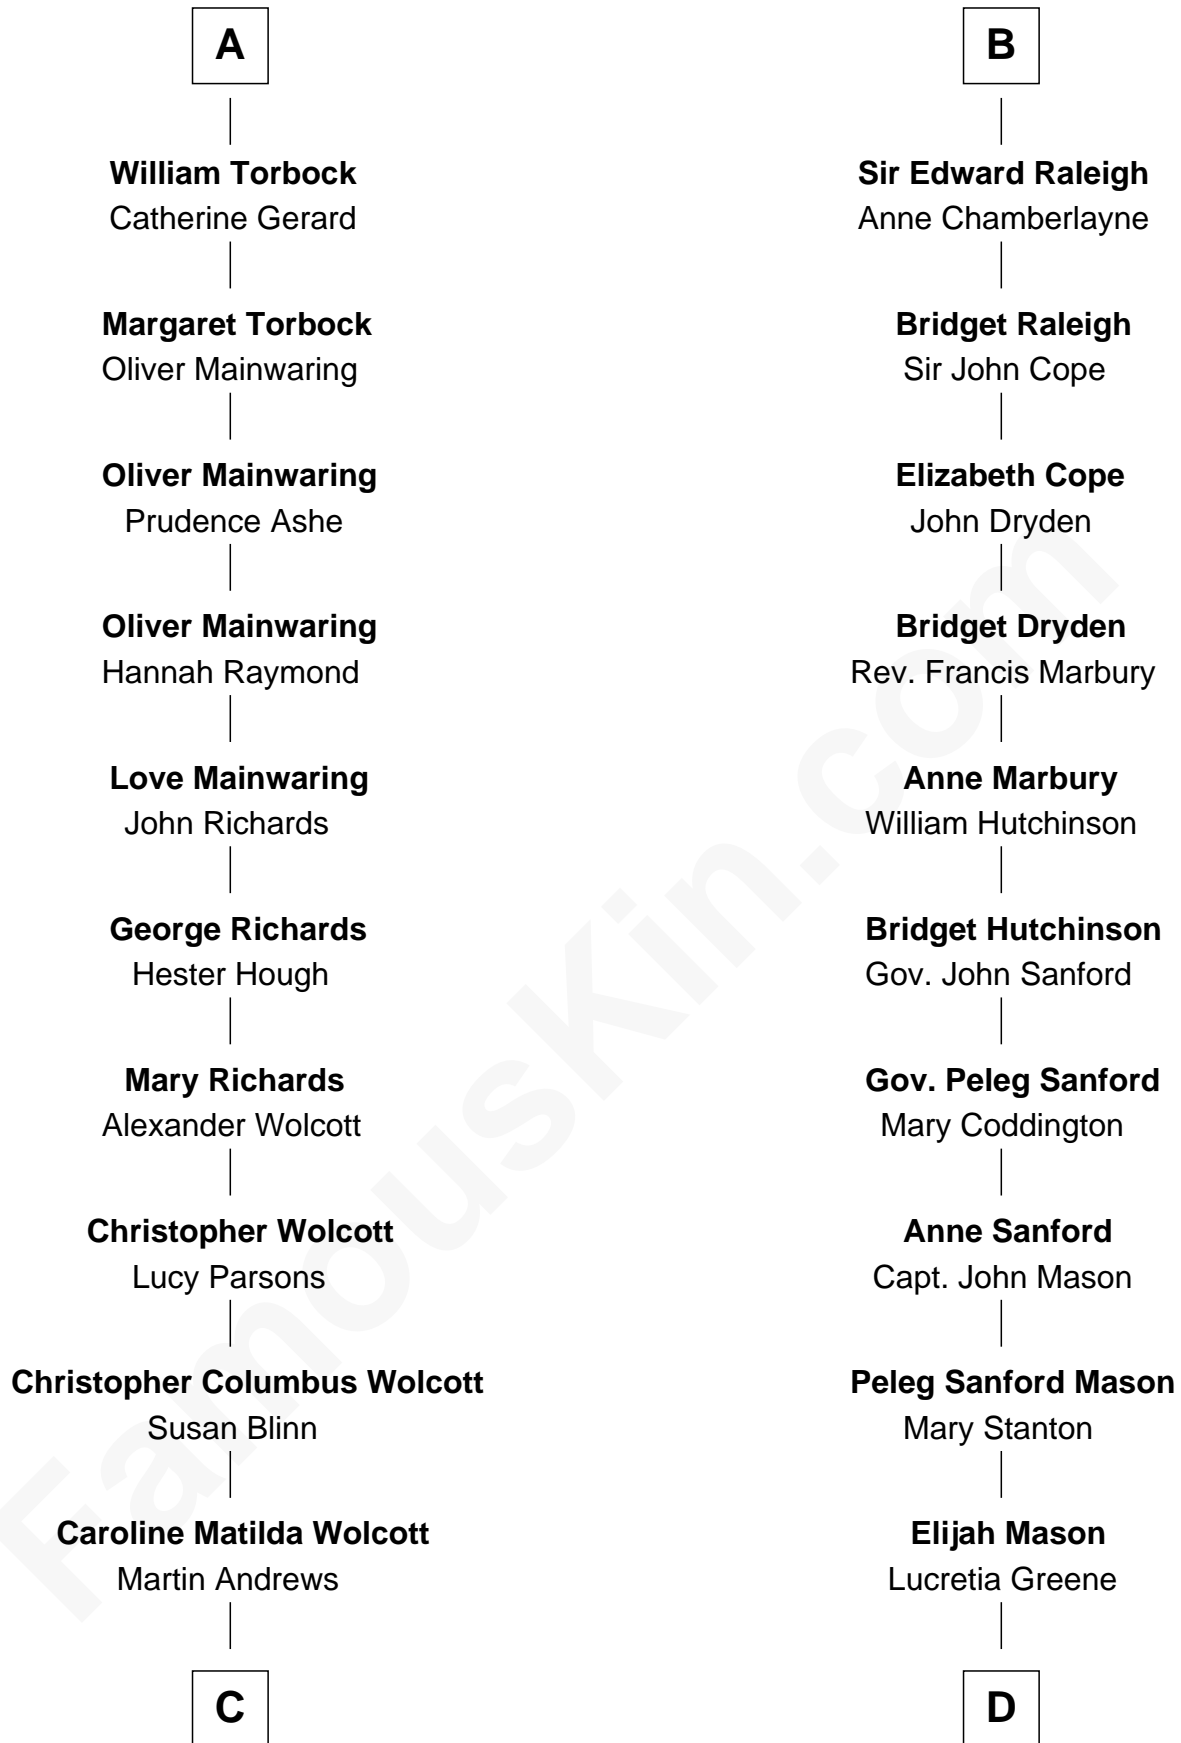 A
William Torbock
Catherine Gerard
Margaret Torbock
Oliver Mainwaring
Oliver Mainwaring
Prudence Ashe
Oliver Mainwaring
Hannah Raymond
Love Mainwaring
John Richards
George Richards
Hester Hough
Mary Richards
Alexander Wolcott
Christopher Wolcott
Lucy Parsons
Christopher Columbus Wolcott
Susan Blinn
Caroline Matilda Wolcott
Martin Andrews
C
B
Sir Edward Raleigh
Anne Chamberlayne
Bridget Raleigh
Sir John Cope
Elizabeth Cope
John Dryden
Bridget Dryden
Rev. Francis Marbury
Anne Marbury
William Hutchinson
Bridget Hutchinson
Gov. John Sanford
Gov. Peleg Sanford
Mary Coddington
Anne Sanford
Capt. John Mason
Peleg Sanford Mason
Mary Stanton
Elijah Mason
Lucretia Greene
D
FamousKin.com